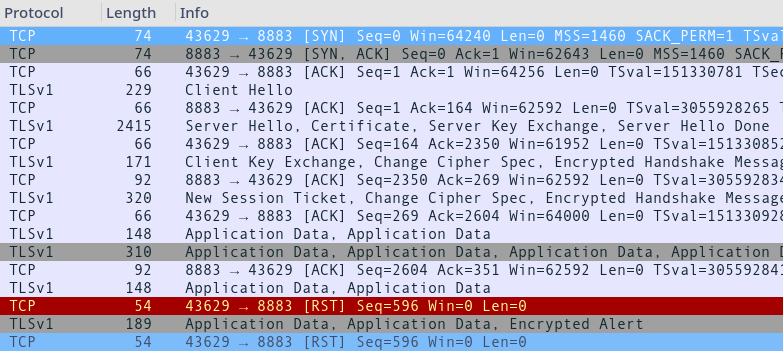 Protocol Length Info
TCP 74 43629 → 8883 [SYN] Seq=0 Win=64240 Len=0 MSS=1460 SACK_PERM=1
TCP 74 8883 → 43629 [SYN, ACK] Seq=0 Ack=1 Win=62643 Len=0 MSS=1460
TCP 66 43629 → 8883 [ACK] Seq=1 Ack=1 Win=64256 Len=0 TSval=151330781
TLSv1 229 Client Hello
TCP 66 8883 → 43629 [ACK] Seq=1 Ack=164 Win=62592 Len=0 TSval=3055928265
TLSv1 2415 Server Hello, Certificate, Server Key Exchange, Server Hello Done
TCP 66 43629 → 8883 [ACK] Seq=164 Ack=2350 Win=61952 Len=0 TSval=151330852
TLSv1 171 Client Key Exchange, Change Cipher Spec, Encrypted Handshake Messag
TCP 92 8883 → 43629 [ACK] Seq=2350 Ack=269 Win=62592 Len=0 TSval=305592834
TLSv1 320 New Session Ticket, Change Cipher Spec, Encrypted Handshake Message
TCP 66 43629 → 8883 [ACK] Seq=269 Ack=2604 Win=64000 Len=0 TSval=151330928
TLSv1 148 Application Data, Application Data
TLSv1 310 Application Data, Application Data, Application Data, Application
TCP 92 8883 → 43629 [ACK] Seq=2604 Ack=351 Win=62592 Len=0 TSval=305592841
TLSv1 148 Application Data, Application Data
TCP 54 43629 → 8883 [RST] Seq=596 Win=0 Len=0
TLSv1 189 Application Data, Application Data, Encrypted Alert
TCP 54 43629 → 8883 [RST] Seq=596 Win=0 Len=0